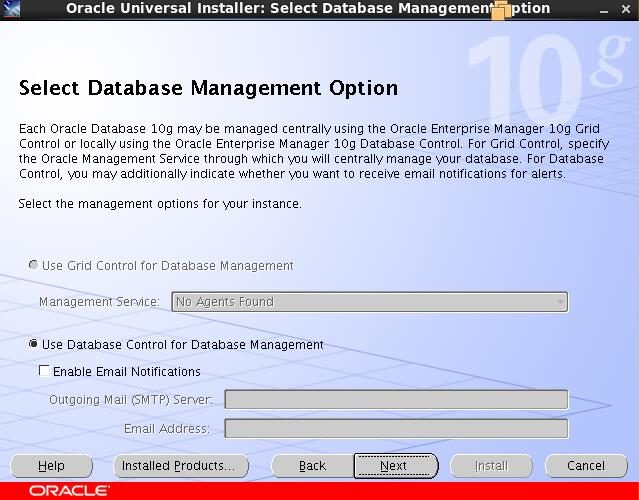 Oracle Universal Installer: Select Database Management Option
10g
Select Database Management Option
Each Oracle Database 10g may be managed centrally using the Oracle Enterprise Manager 10g Grid
Control or locally using the Oracle Enterprise Manager 10g Database Control. For Grid Control, specify
the Oracle Management Service through which you will centrally manage your database. For Database
Control, you may additionally indicate whether you want to receive email notifications for alerts.
Select the management options for your instance.
Use Grid Control for Database Management
Management Service: No Agents Found
Use Database Control for Database Management
Enable Email Notifications
Outgoing Mail (SMTP) Server:
Email Address:
Help Installed Products... Back Next Install Cancel
ORACLE